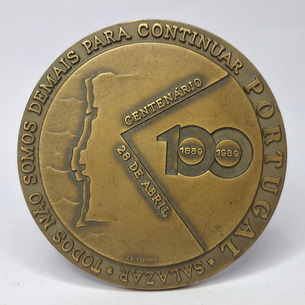 TODOS NÃO SOMOS DEMAIS PARA CONTINUAR PORTUGAL * SALAZAR *
CENTENÁRIO
28 DE ABRIL
100
1889 1989